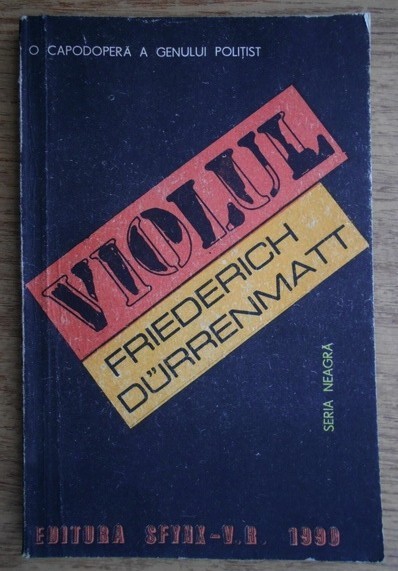 O CAPODOPERĂ A GENULUI POLIȚIST
VIOLUL
FRIEDERICH
DÜRRENMATT
SERIA NEAGRĂ
EDITURA SFYNX-V.R. 1990